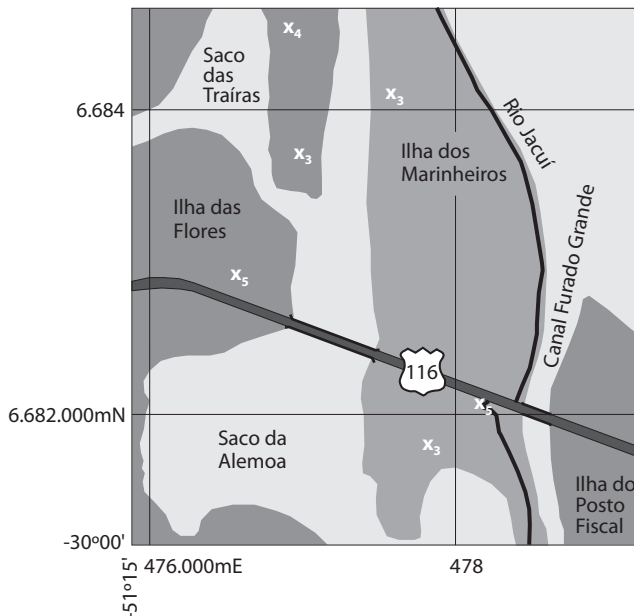 x₄
Saco
das
Traíras
x₃
6.684
Rio Jacuí
x₃
Ilha dos
Marinheiros
Ilha das
Flores
Canal Furado Grande
x₅
116
x₅
6.682.000mN
Saco da
Alemoa
x₃
Ilha do
Posto
Fiscal
-30º00'
-51º15'
476.000mE
478